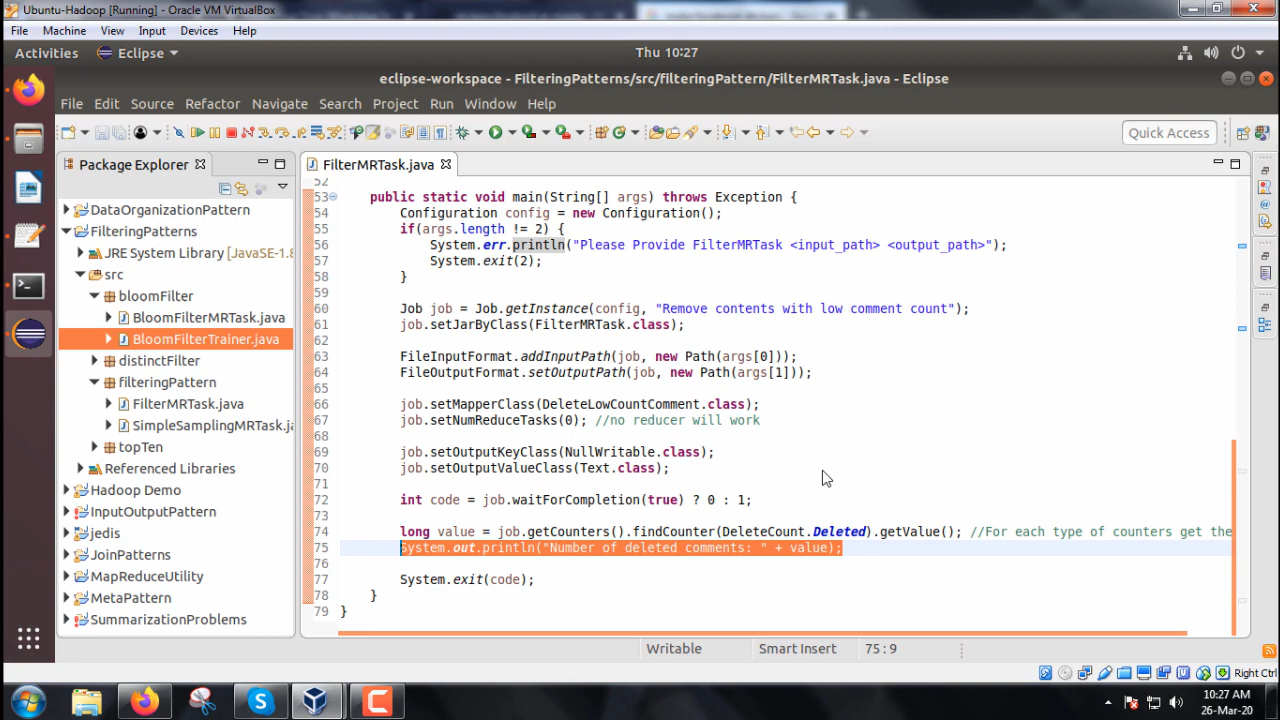 Ubuntu-Hadoop [Running] - Oracle VM VirtualBox
File Machine View Input Devices Help
Activities Eclipse Thu 10:27
eclipse-workspace - FilteringPatterns/src/filteringPattern/FilterMRTask.java - Eclipse
File Edit Source Refactor Navigate Search Project Run Window Help
Quick Access
Package Explorer
DataOrganizationPattern
FilteringPatterns
JRE System Library [JavaSE-1.8
src
bloomFilter
BloomFilterMRTask.java
BloomFilterTrainer.java
distinctFilter
filteringPattern
FilterMRTask.java
SimpleSamplingMRTask.ja
topTen
Referenced Libraries
Hadoop Demo
InputOutputPattern
jedis
JoinPatterns
MapReduceUtility
MetaPattern
SummarizationProblems
FilterMRTask.java
52
53 public static void main(String[] args) throws Exception {
54 Configuration config = new Configuration();
55 if(args.length != 2) {
56 System.err.println("Please Provide FilterMRTask <input_path> <output_path>");
57 System.exit(2);
58 }
59
60 Job job = Job.getInstance(config, "Remove contents with low comment count");
61 job.setJarByClass(FilterMRTask.class);
62
63 FileInputFormat.addInputPath(job, new Path(args[0]));
64 FileOutputFormat.setOutputPath(job, new Path(args[1]));
65
66 job.setMapperClass(DeleteLowCountComment.class);
67 job.setNumReduceTasks(0); //no reducer will work
68
69 job.setOutputKeyClass(NullWritable.class);
70 job.setOutputValueClass(Text.class);
71
72 int code = job.waitForCompletion(true) ? 0 : 1;
73
74 long value = job.getCounters().findCounter(DeleteCount.Deleted).getValue(); //For each type of counters get the
75 System.out.println("Number of deleted comments: " + value);
76
77 System.exit(code);
78 }
79 }
Writable Smart Insert 75 : 9
Right Ctrl
10:27 AM
26-Mar-20